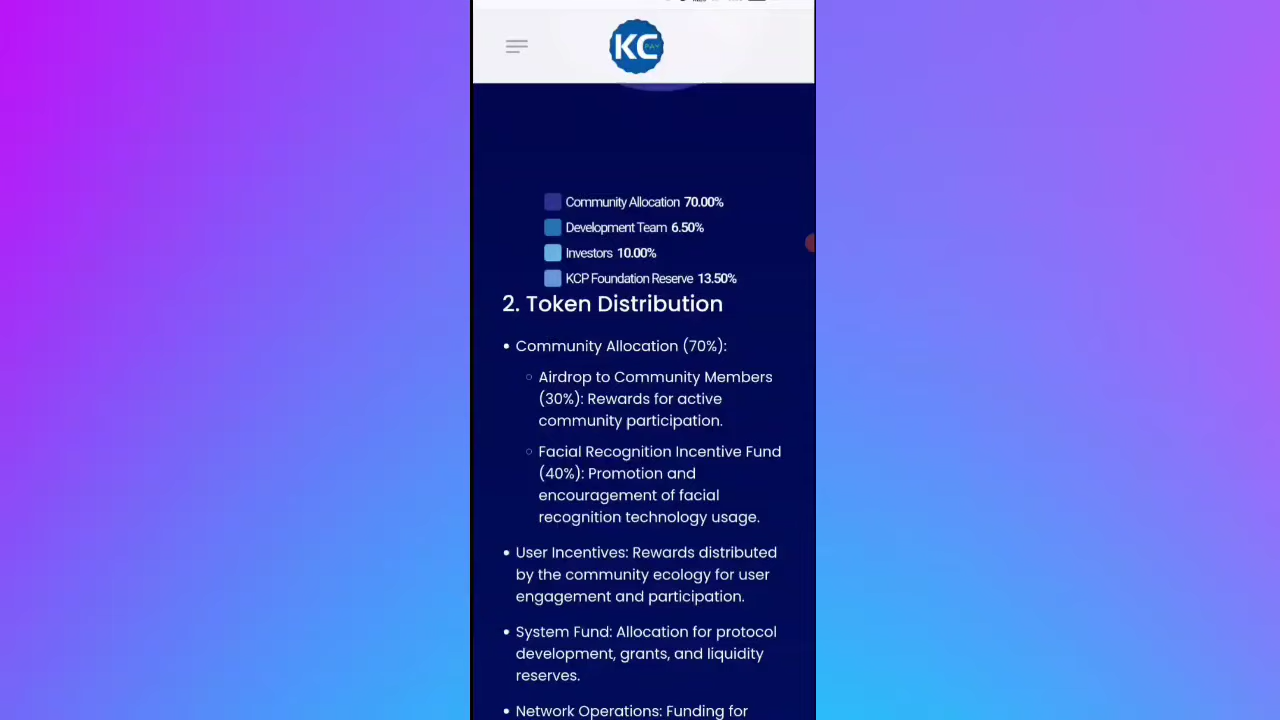 KC
PAY
Community Allocation 70.00%
Development Team 6.50%
Investors 10.00%
KCP Foundation Reserve 13.50%
2. Token Distribution
• Community Allocation (70%):
○ Airdrop to Community Members
(30%): Rewards for active
community participation.
○ Facial Recognition Incentive Fund
(40%): Promotion and
encouragement of facial
recognition technology usage.
• User Incentives: Rewards distributed
by the community ecology for user
engagement and participation.
• System Fund: Allocation for protocol
development, grants, and liquidity
reserves.
• Network Operations: Funding for